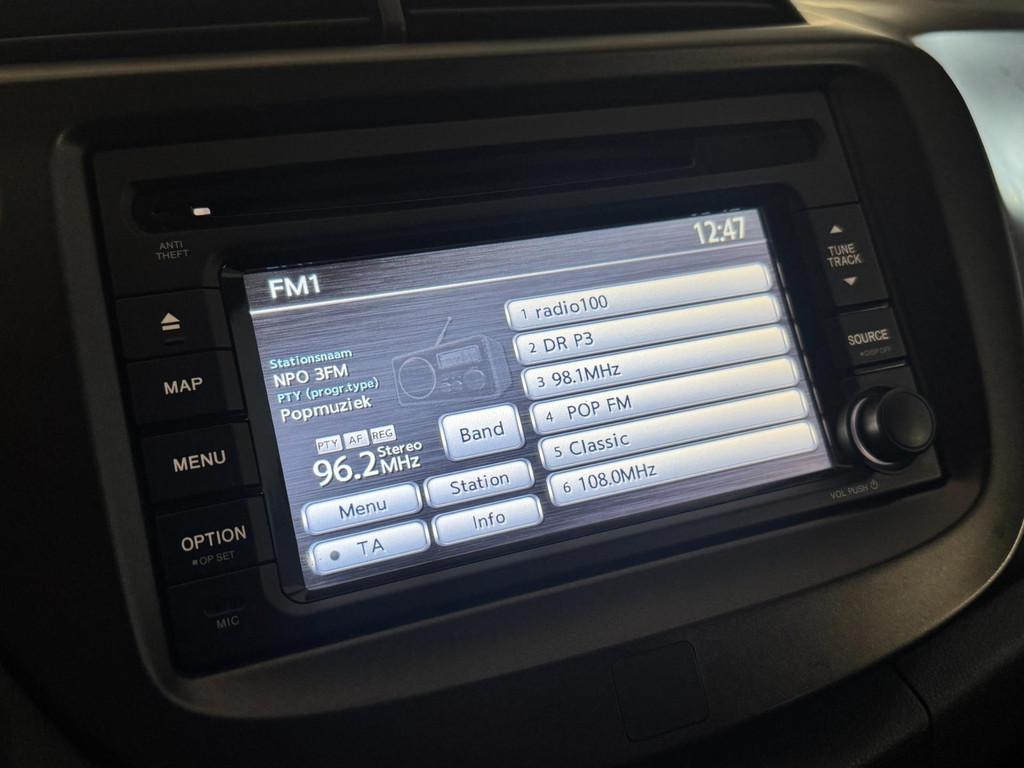 ANTI
THEFT
MAP
MENU
OPTION
OP SET
MIC
FM1
12:47
Stationsnaam
NPO 3FM
PTY (progr.type)
Popmuziek
PTY AF REG
96.2 Stereo
MHz
Band
Menu
Station
TA
Info
1 radio100
2 DR P3
3 98.1MHz
4 POP FM
5 Classic
6 108.0MHz
TUNE
TRACK
SOURCE
DISP OFF
VOL PUSH